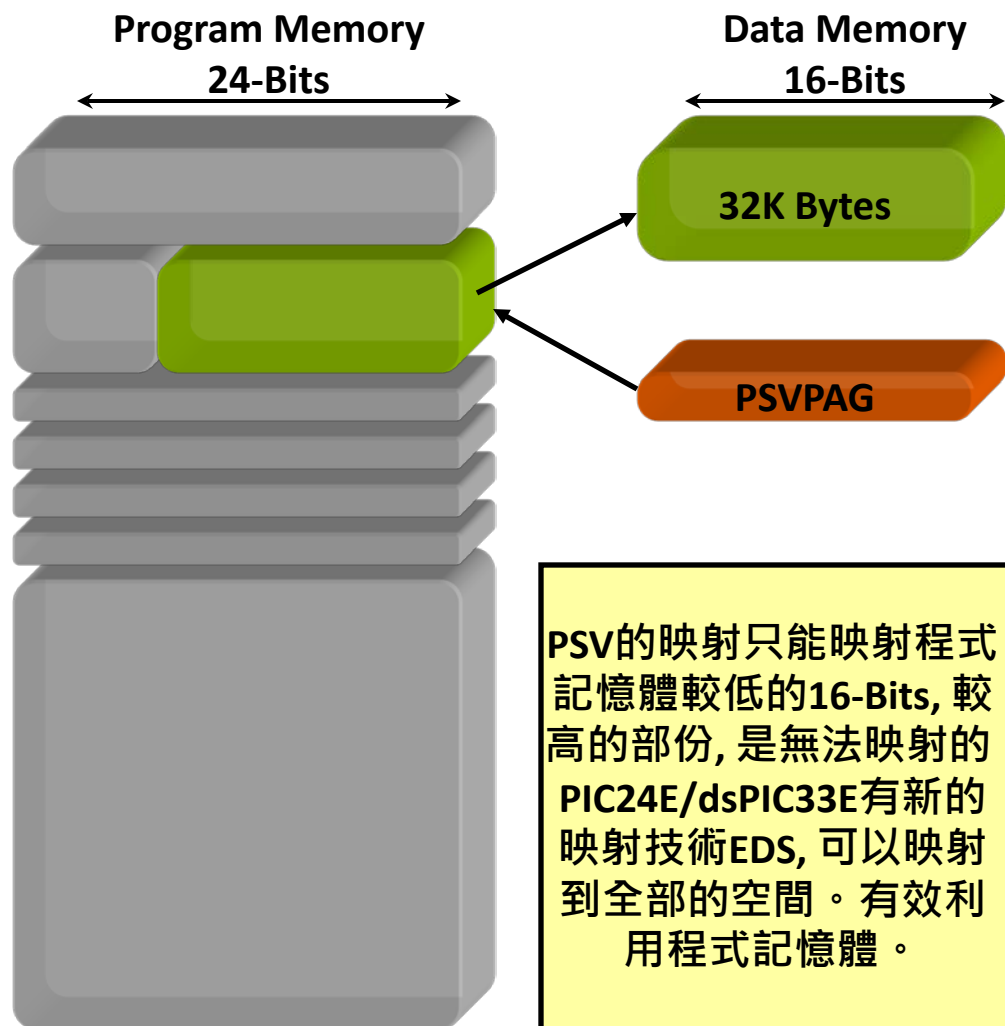 Program Memory
24-Bits
Data Memory
16-Bits
32K Bytes
PSVPAG
PSV的映射只能映射程式
記憶體較低的16-Bits, 較
高的部份, 是無法映射的
PIC24E/dsPIC33E有新的
映射技術EDS, 可以映射
到全部的空間。有效利
用程式記憶體。